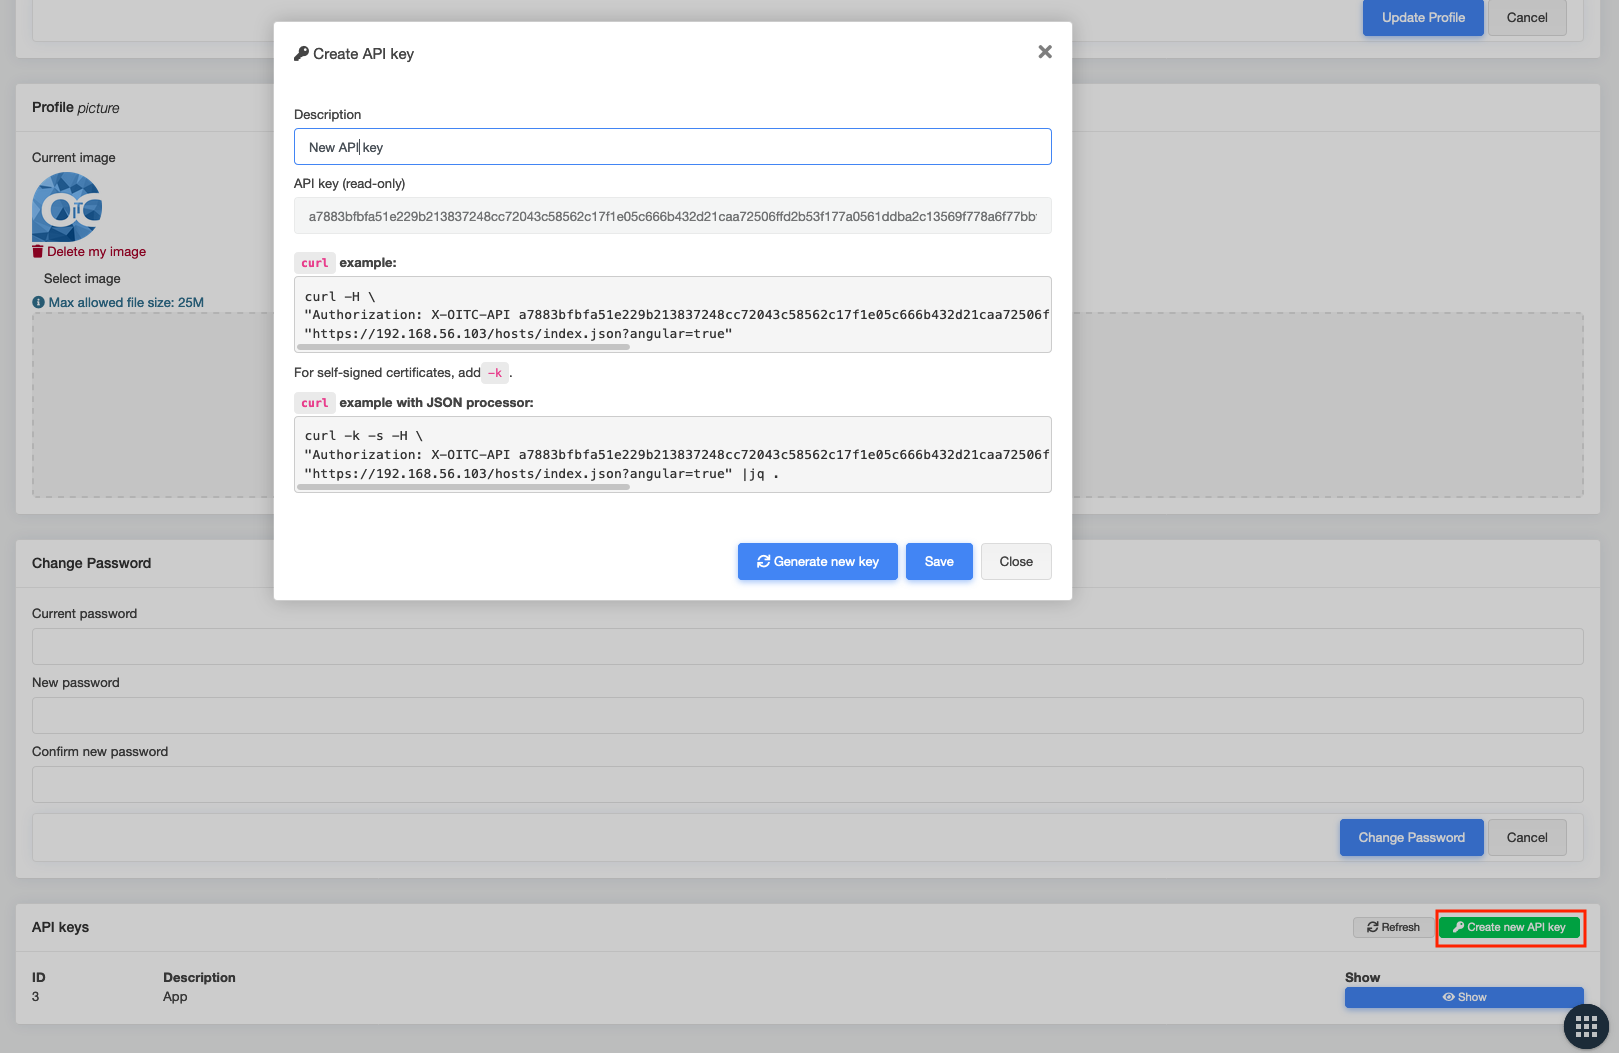 Update Profile
Cancel
Create API key
Description
New API key
API key (read-only)
a7883bfbfa51e229b213837248cc72043c58562c17f1e05c666b432d21caa72506ffd2b53f177a0561ddba2c13569f778a6f77bb
curl example:
curl -H \
"Authorization: X-OITC-API a7883bfbfa51e229b213837248cc72043c58562c17f1e05c666b432d21caa72506f
"https://192.168.56.103/hosts/index.json?angular=true"
For self-signed certificates, add -k .
curl example with JSON processor:
curl -k -s -H \
"Authorization: X-OITC-API a7883bfbfa51e229b213837248cc72043c58562c17f1e05c666b432d21caa72506f
"https://192.168.56.103/hosts/index.json?angular=true" |jq .
Generate new key
Save
Close
Profile picture
Current image
OITC
Delete my image
Select image
Max allowed file size: 25M
Change Password
Current password
New password
Confirm new password
Change Password
Cancel
API keys
Refresh
Create new API key
ID
Description
Show
3
App
Show